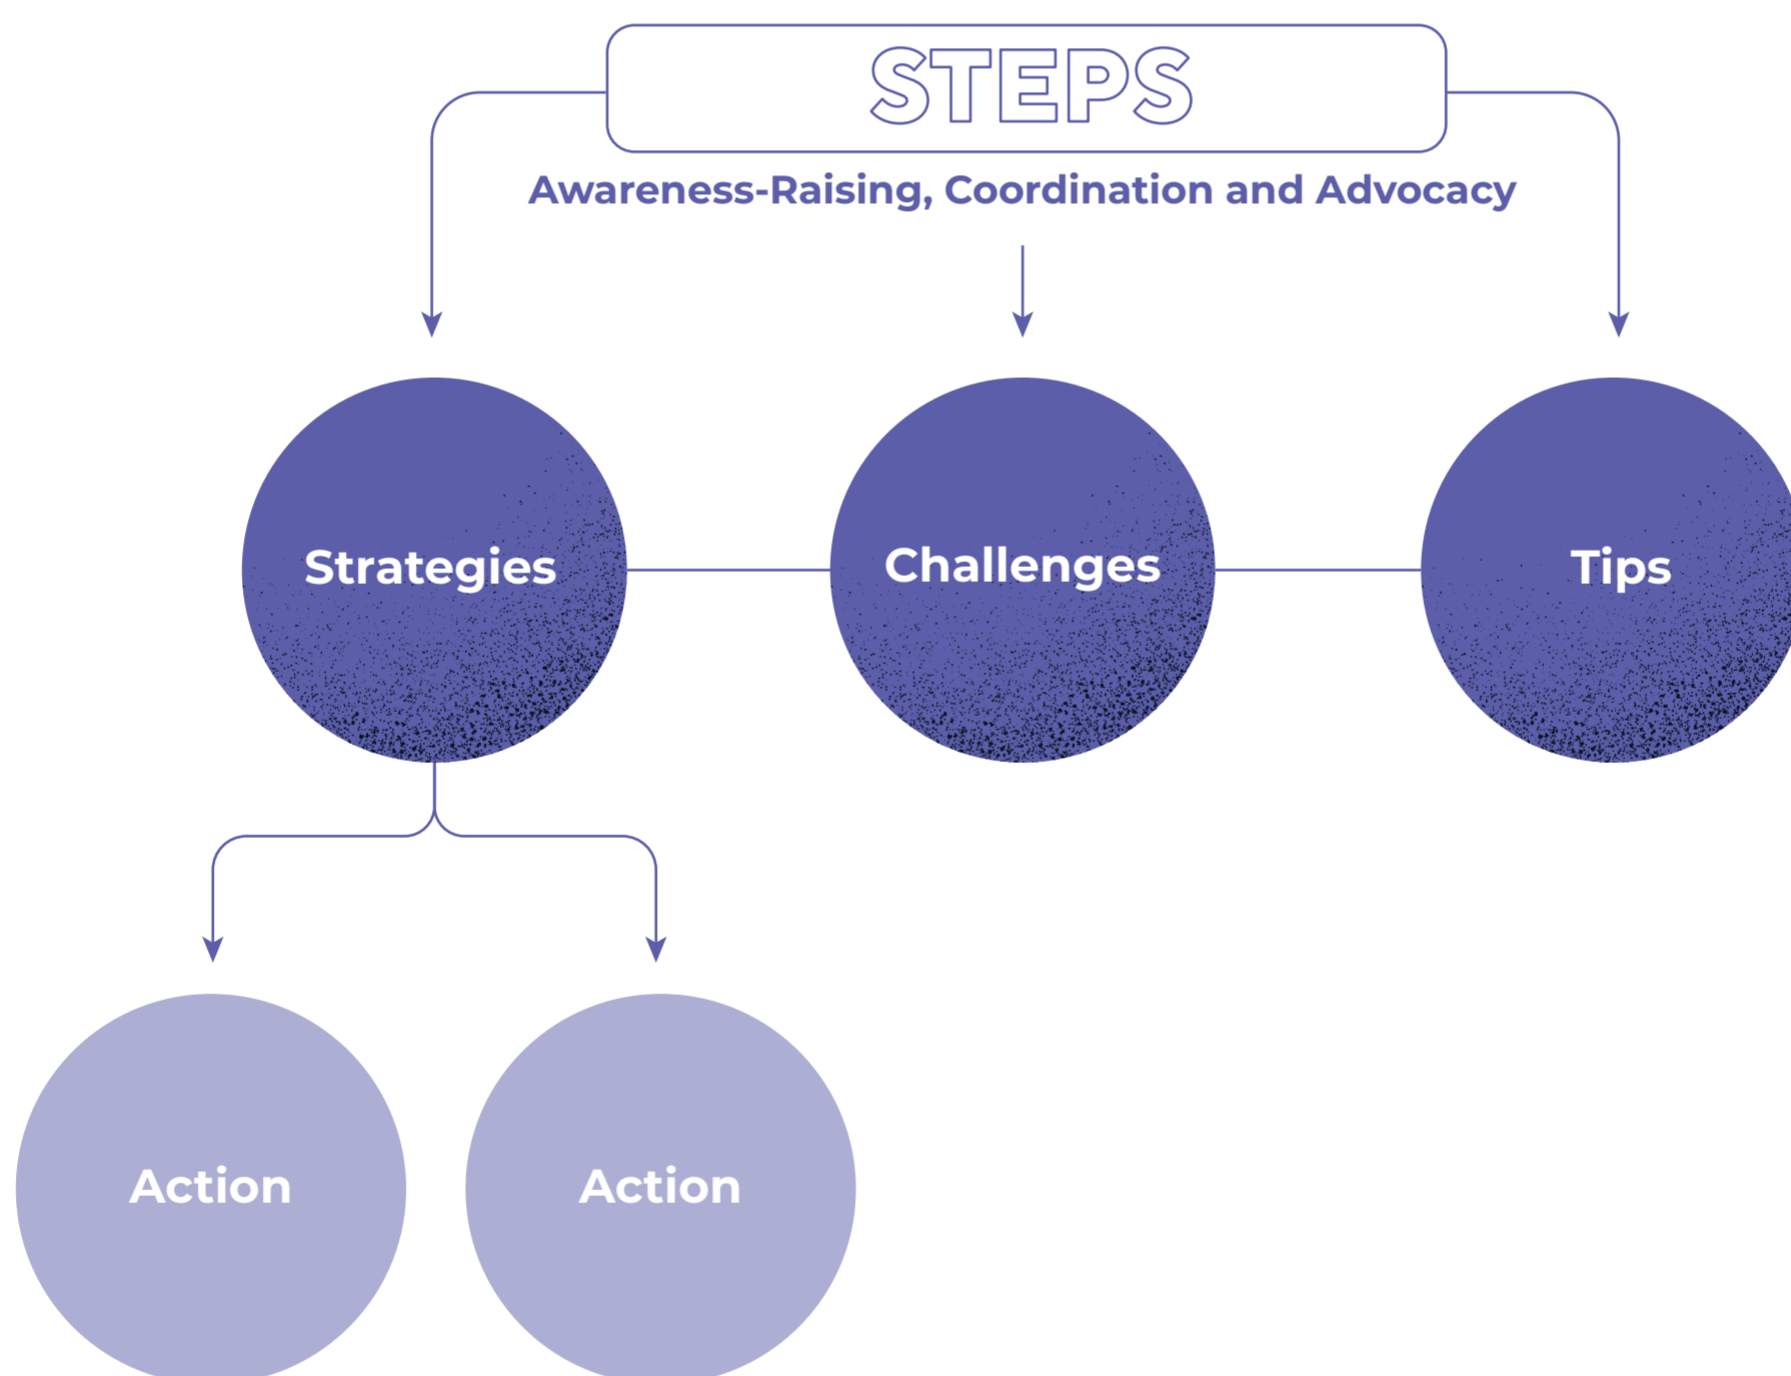 STEPS
Awareness-Raising, Coordination and Advocacy
Strategies
Challenges
Tips
Action
Action